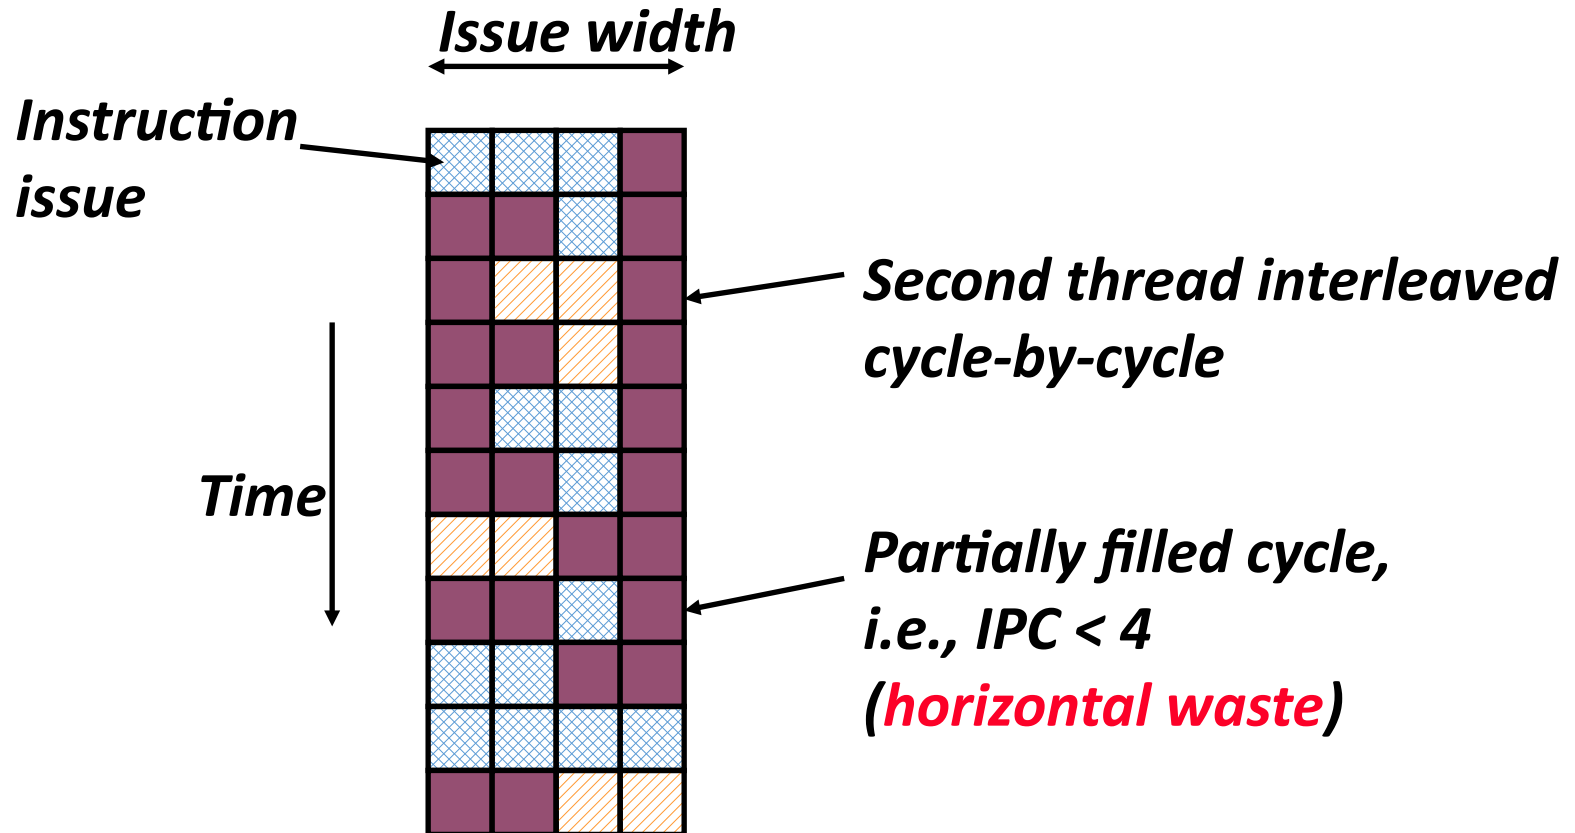 Issue width
Instruction
issue
Second thread interleaved
cycle-by-cycle
Time
Partially filled cycle,
i.e., IPC < 4
(horizontal waste)